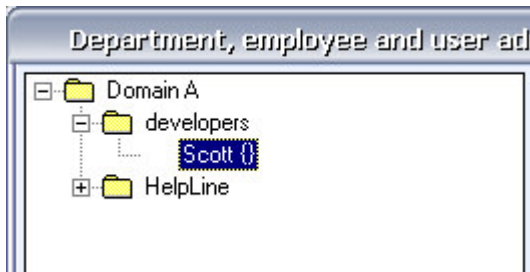 Department, employee and user ad
Domain A
developers
Scott {}
HelpLine